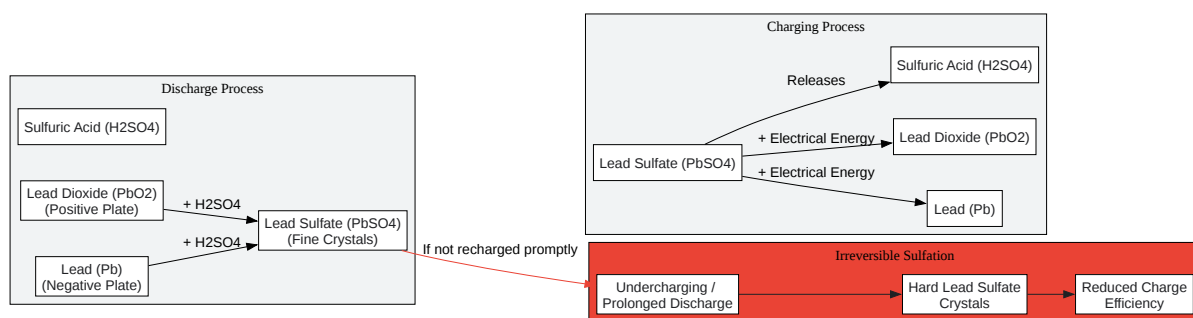 Discharge Process
Sulfuric Acid (H2SO4)
Lead Dioxide (PbO2)
(Positive Plate)
+ H2SO4
Lead Sulfate (PbSO4)
(Fine Crystals)
+ H2SO4
Lead (Pb)
(Negative Plate)
If not recharged promptly
Charging Process
Sulfuric Acid (H2SO4)
Releases
+ Electrical Energy
Lead Dioxide (PbO2)
Lead Sulfate (PbSO4)
+ Electrical Energy
Lead (Pb)
Irreversible Sulfation
Undercharging /
Prolonged Discharge
Hard Lead Sulfate
Crystals
Reduced Charge
Efficiency